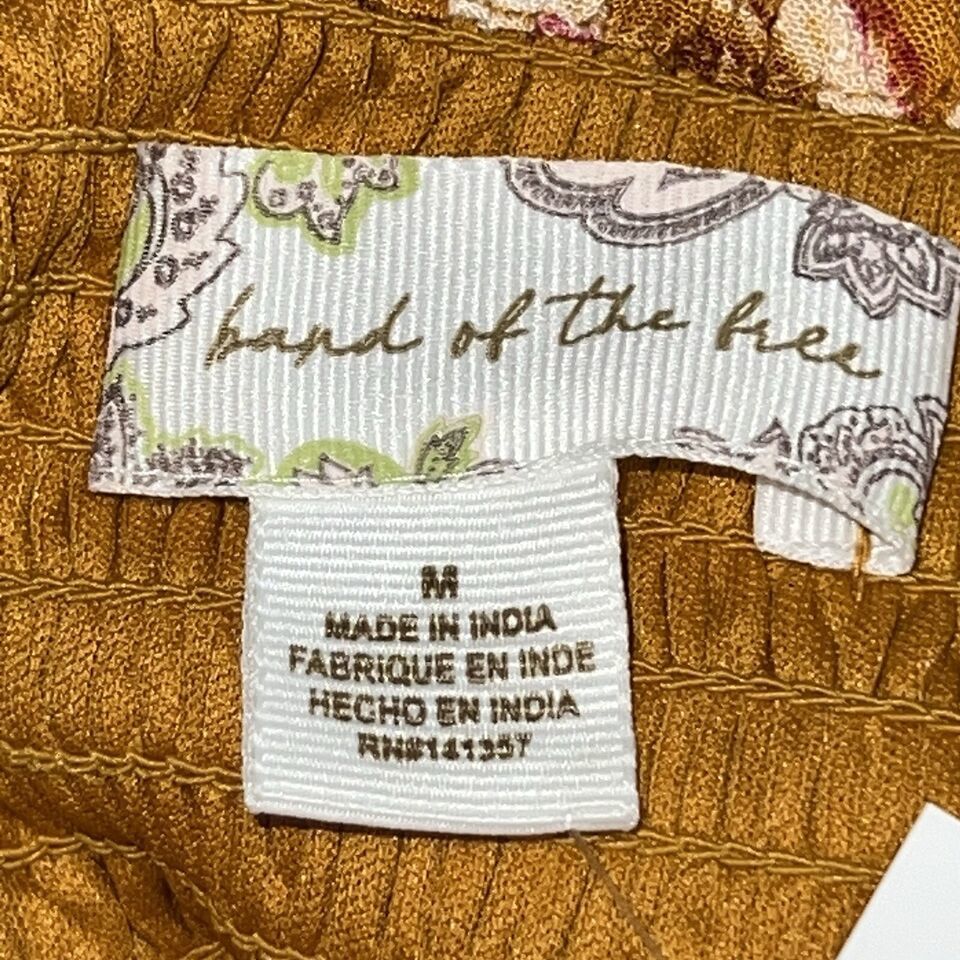 band of the free
M
MADE IN INDIA
FABRIQUE EN INDE
HECHO EN INDIA
RN#141357